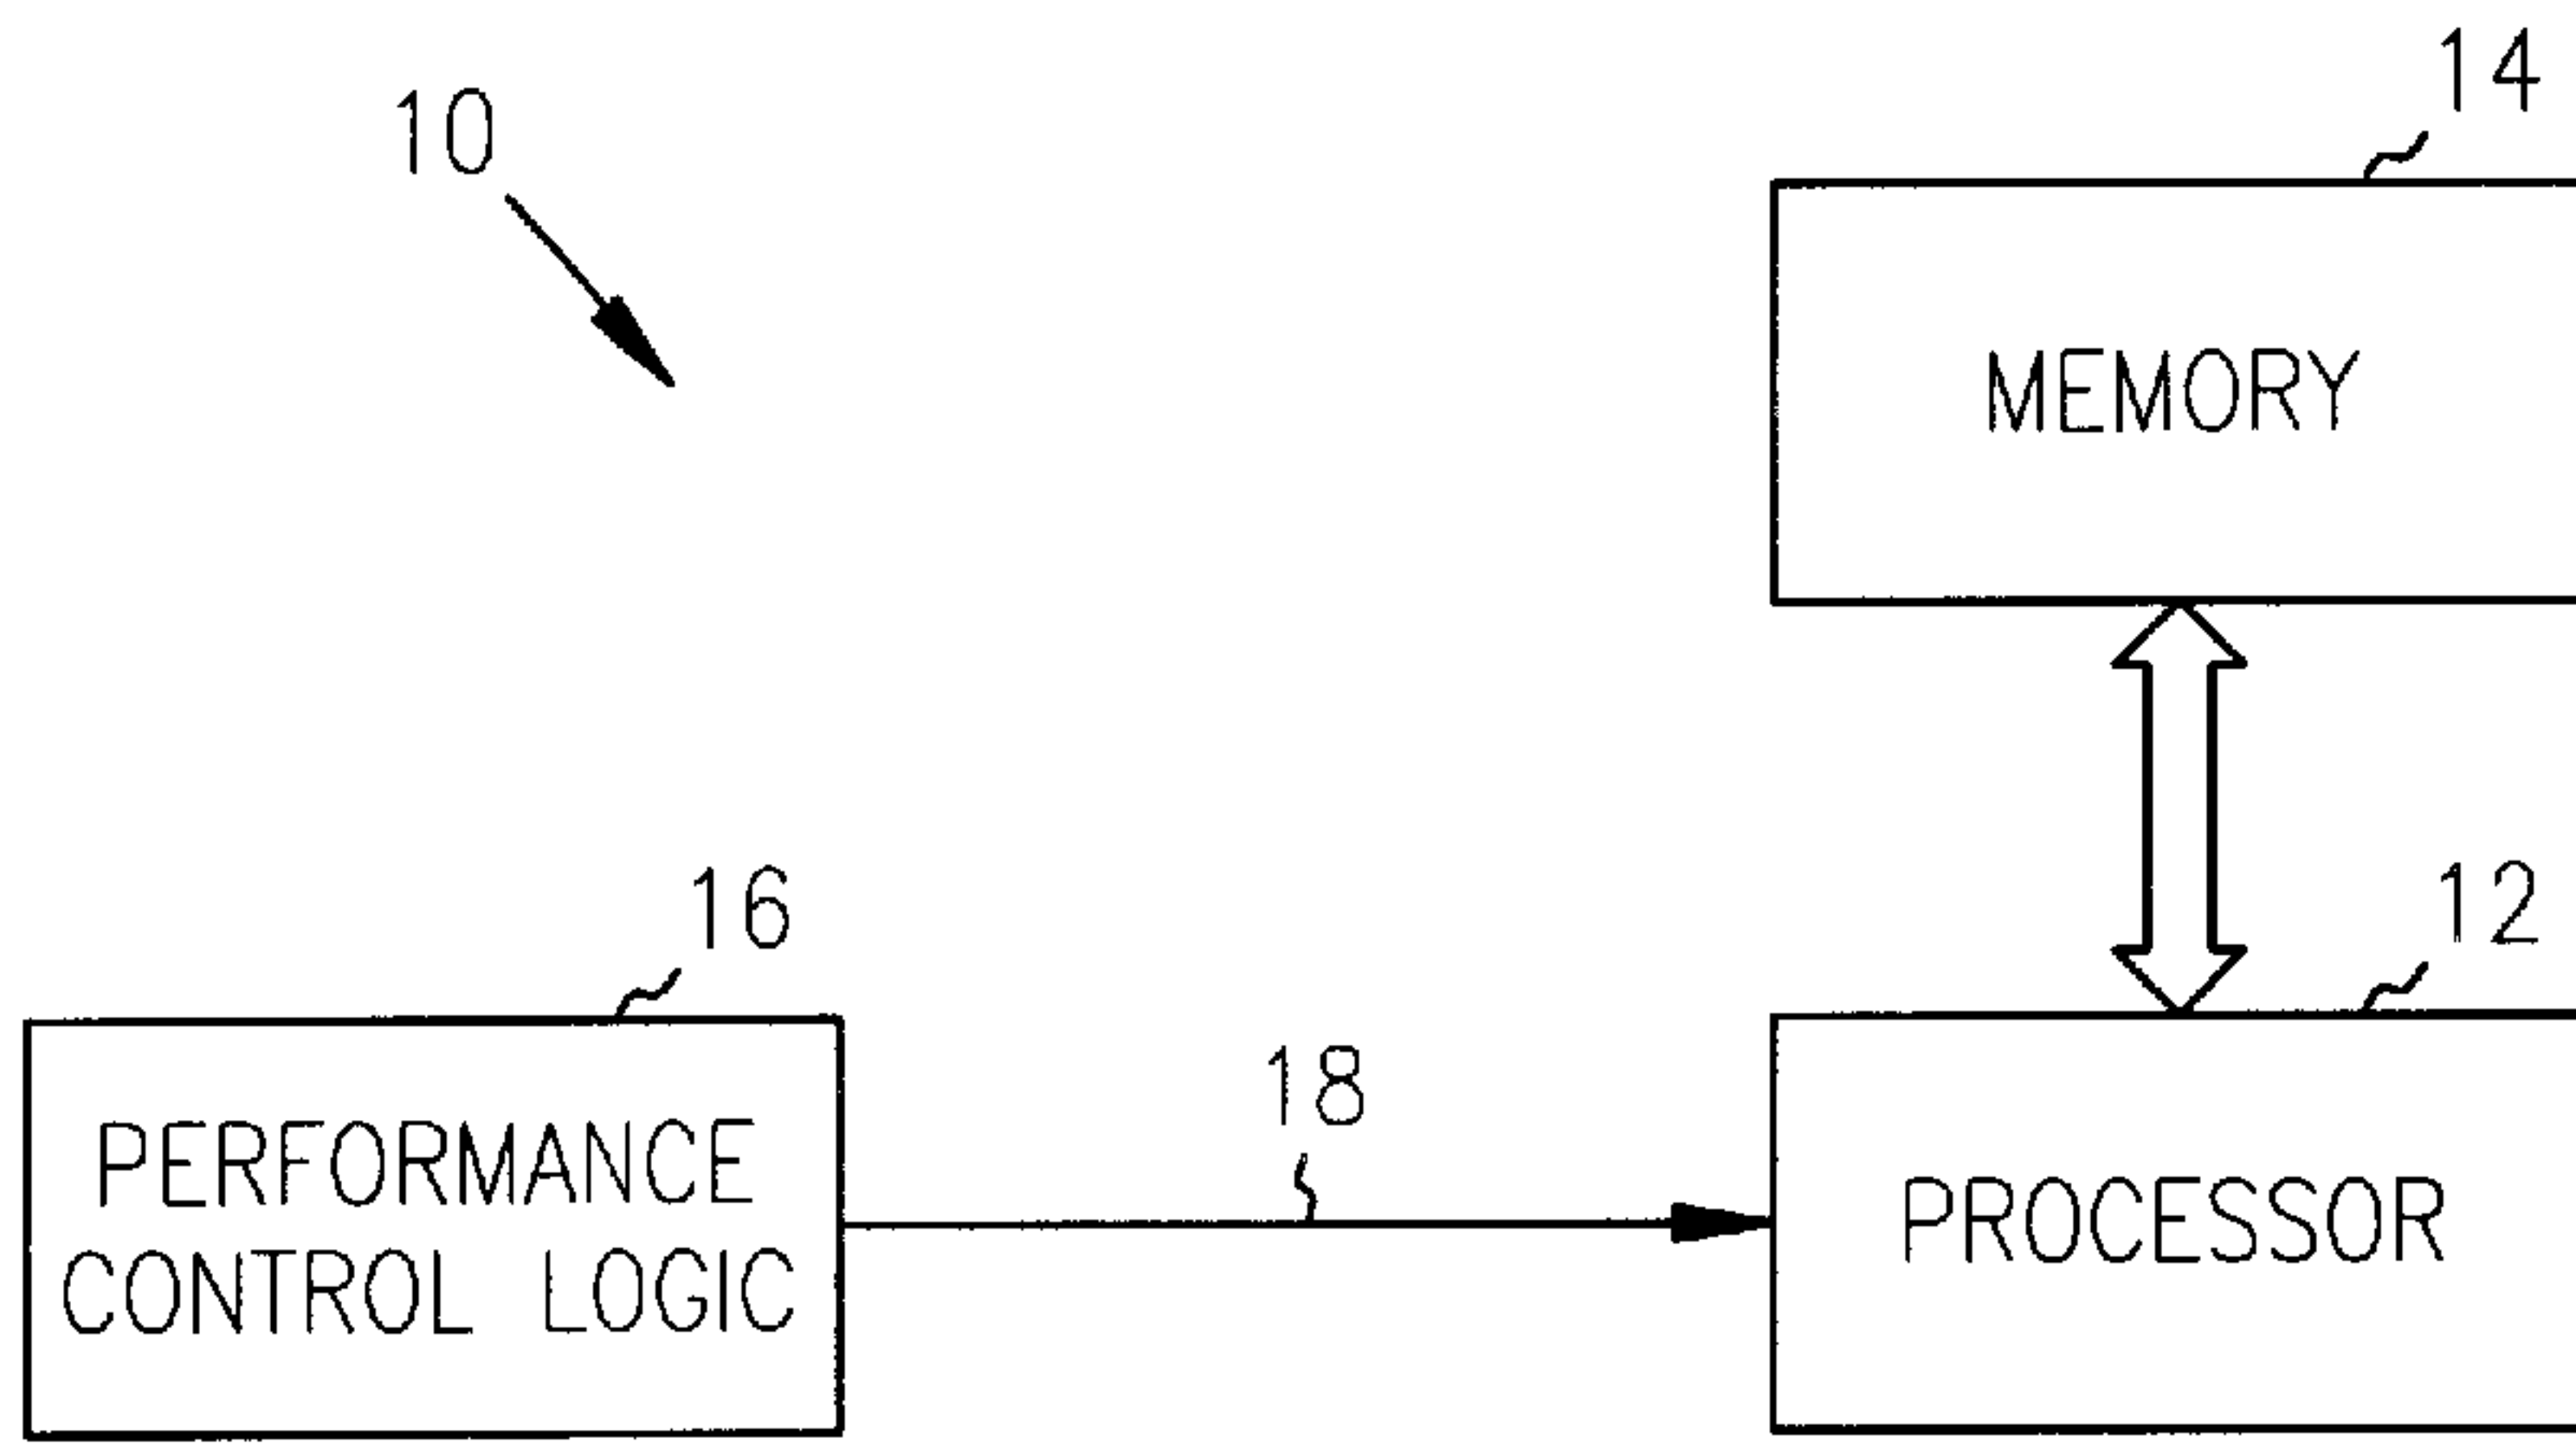 10
14
MEMORY
16
12
18
PERFORMANCE
CONTROL LOGIC
PROCESSOR